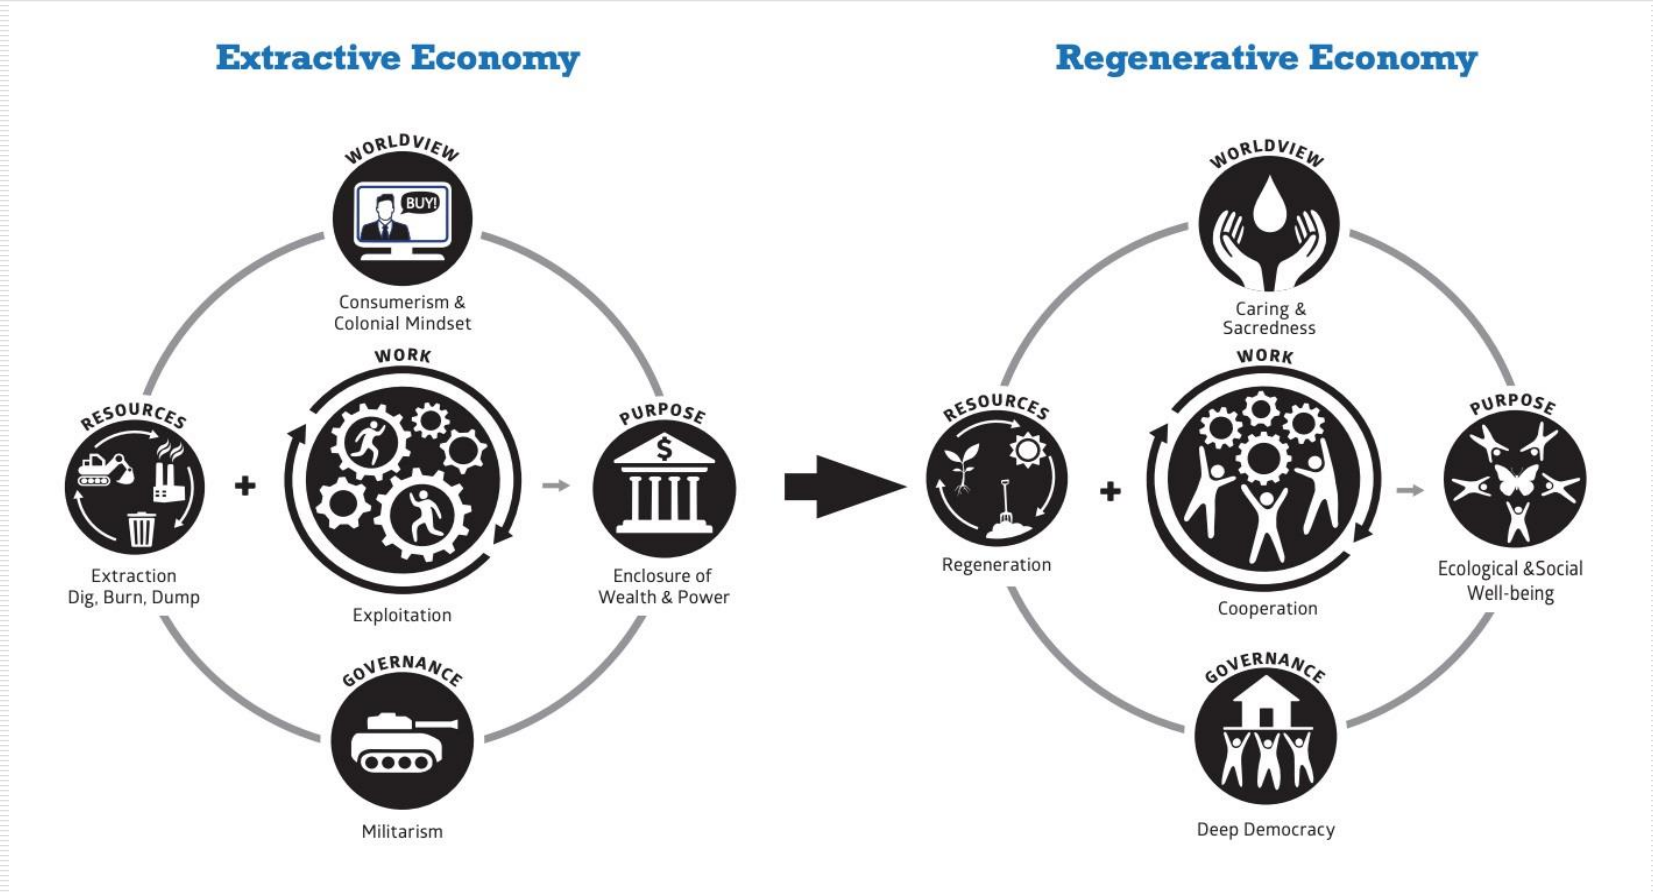 Extractive Economy
WORLDVIEW
BUY!
Consumerism &
Colonial Mindset
RESOURCES
Extraction
Dig, Burn, Dump
+
WORK
Exploitation
PURPOSE
$
Enclosure of
Wealth & Power
GOVERNANCE
Militarism
Regenerative Economy
WORLDVIEW
Caring &
Sacredness
RESOURCES
Regeneration
+
WORK
Cooperation
PURPOSE
Ecological &Social
Well-being
GOVERNANCE
Deep Democracy